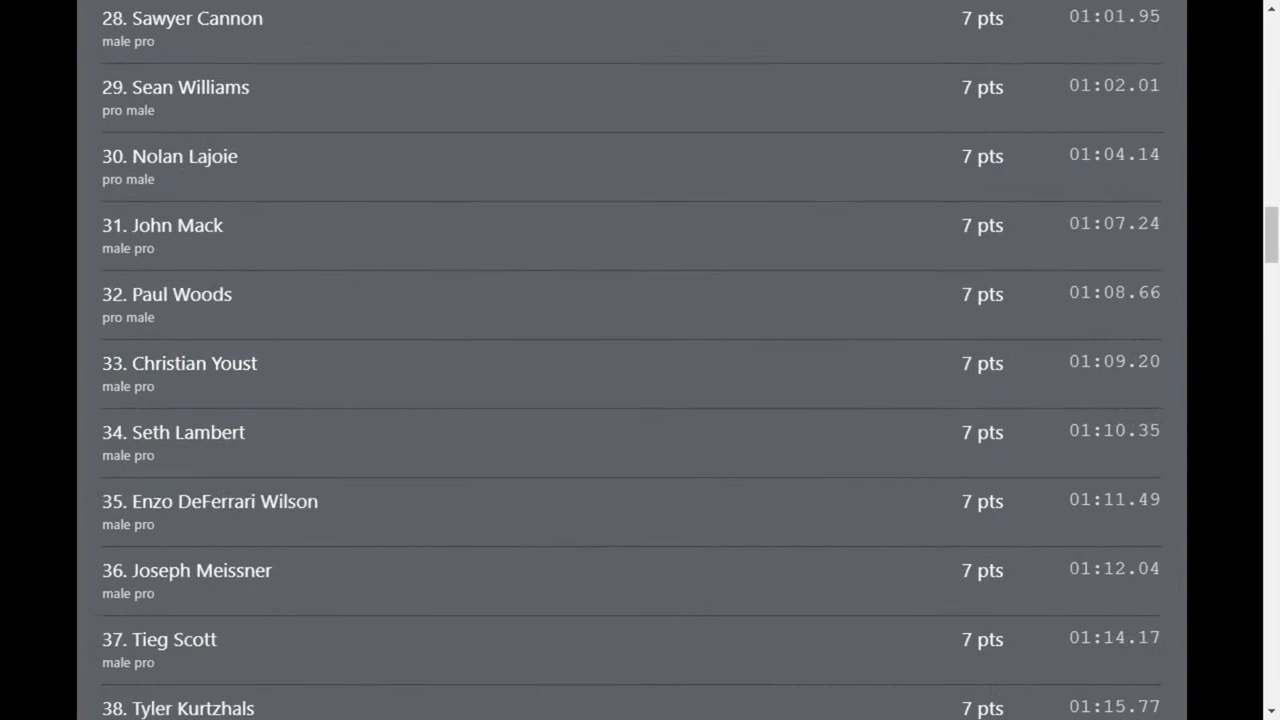 28. Sawyer Cannon 7 pts 01:01.95
male pro
29. Sean Williams 7 pts 01:02.01
pro male
30. Nolan Lajoie 7 pts 01:04.14
pro male
31. John Mack 7 pts 01:07.24
male pro
32. Paul Woods 7 pts 01:08.66
pro male
33. Christian Youst 7 pts 01:09.20
male pro
34. Seth Lambert 7 pts 01:10.35
male pro
35. Enzo DeFerrari Wilson 7 pts 01:11.49
male pro
36. Joseph Meissner 7 pts 01:12.04
male pro
37. Tieg Scott 7 pts 01:14.17
male pro
38. Tyler Kurtzhals 7 pts 01:15.77